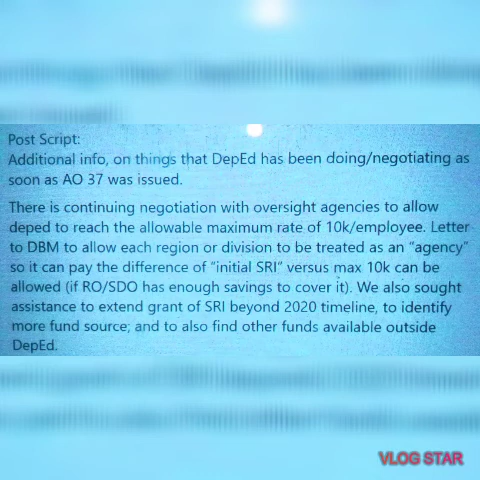 Post Script:
Additional info, on things that DepEd has been doing/negotiating as
soon as AO 37 was issued.
There is continuing negotiation with oversight agencies to allow
deped to reach the allowable maximum rate of 10k/employee. Letter
to DBM to allow each region or division to be treated as an "agency"
so it can pay the difference of "initial SRI" versus max 10k can be
allowed (if RO/SDO has enough savings to cover it). We also sought
assistance to extend grant of SRI beyond 2020 timeline, to identify
more fund source; and to also find other funds available outside
DepEd.
VLOG STAR